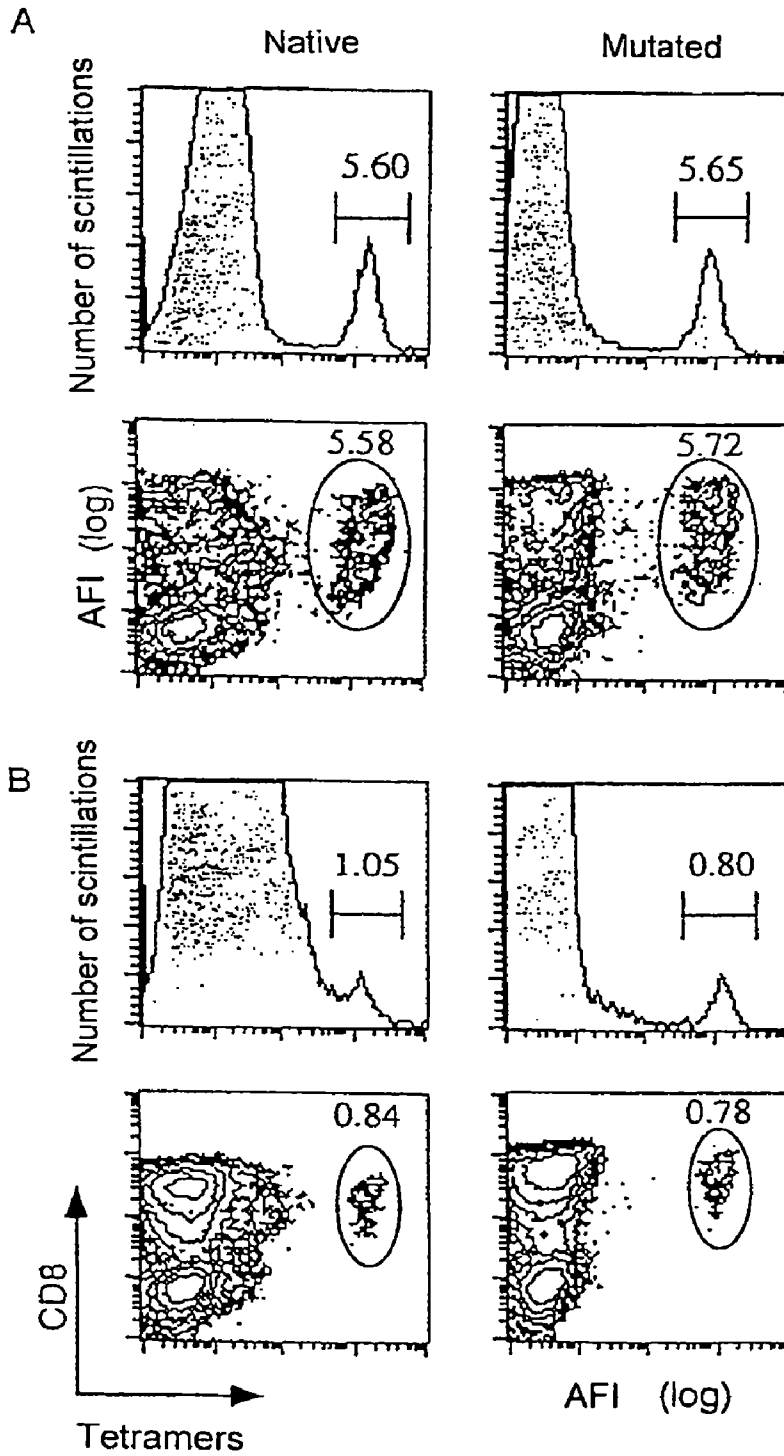 A
Native Mutated
Number of scintillations
5.60 5.65
AFI (log)
5.58 5.72
B
Number of scintillations
1.05 0.80
0.84 0.78
CD8
Tetramers
AFI (log)